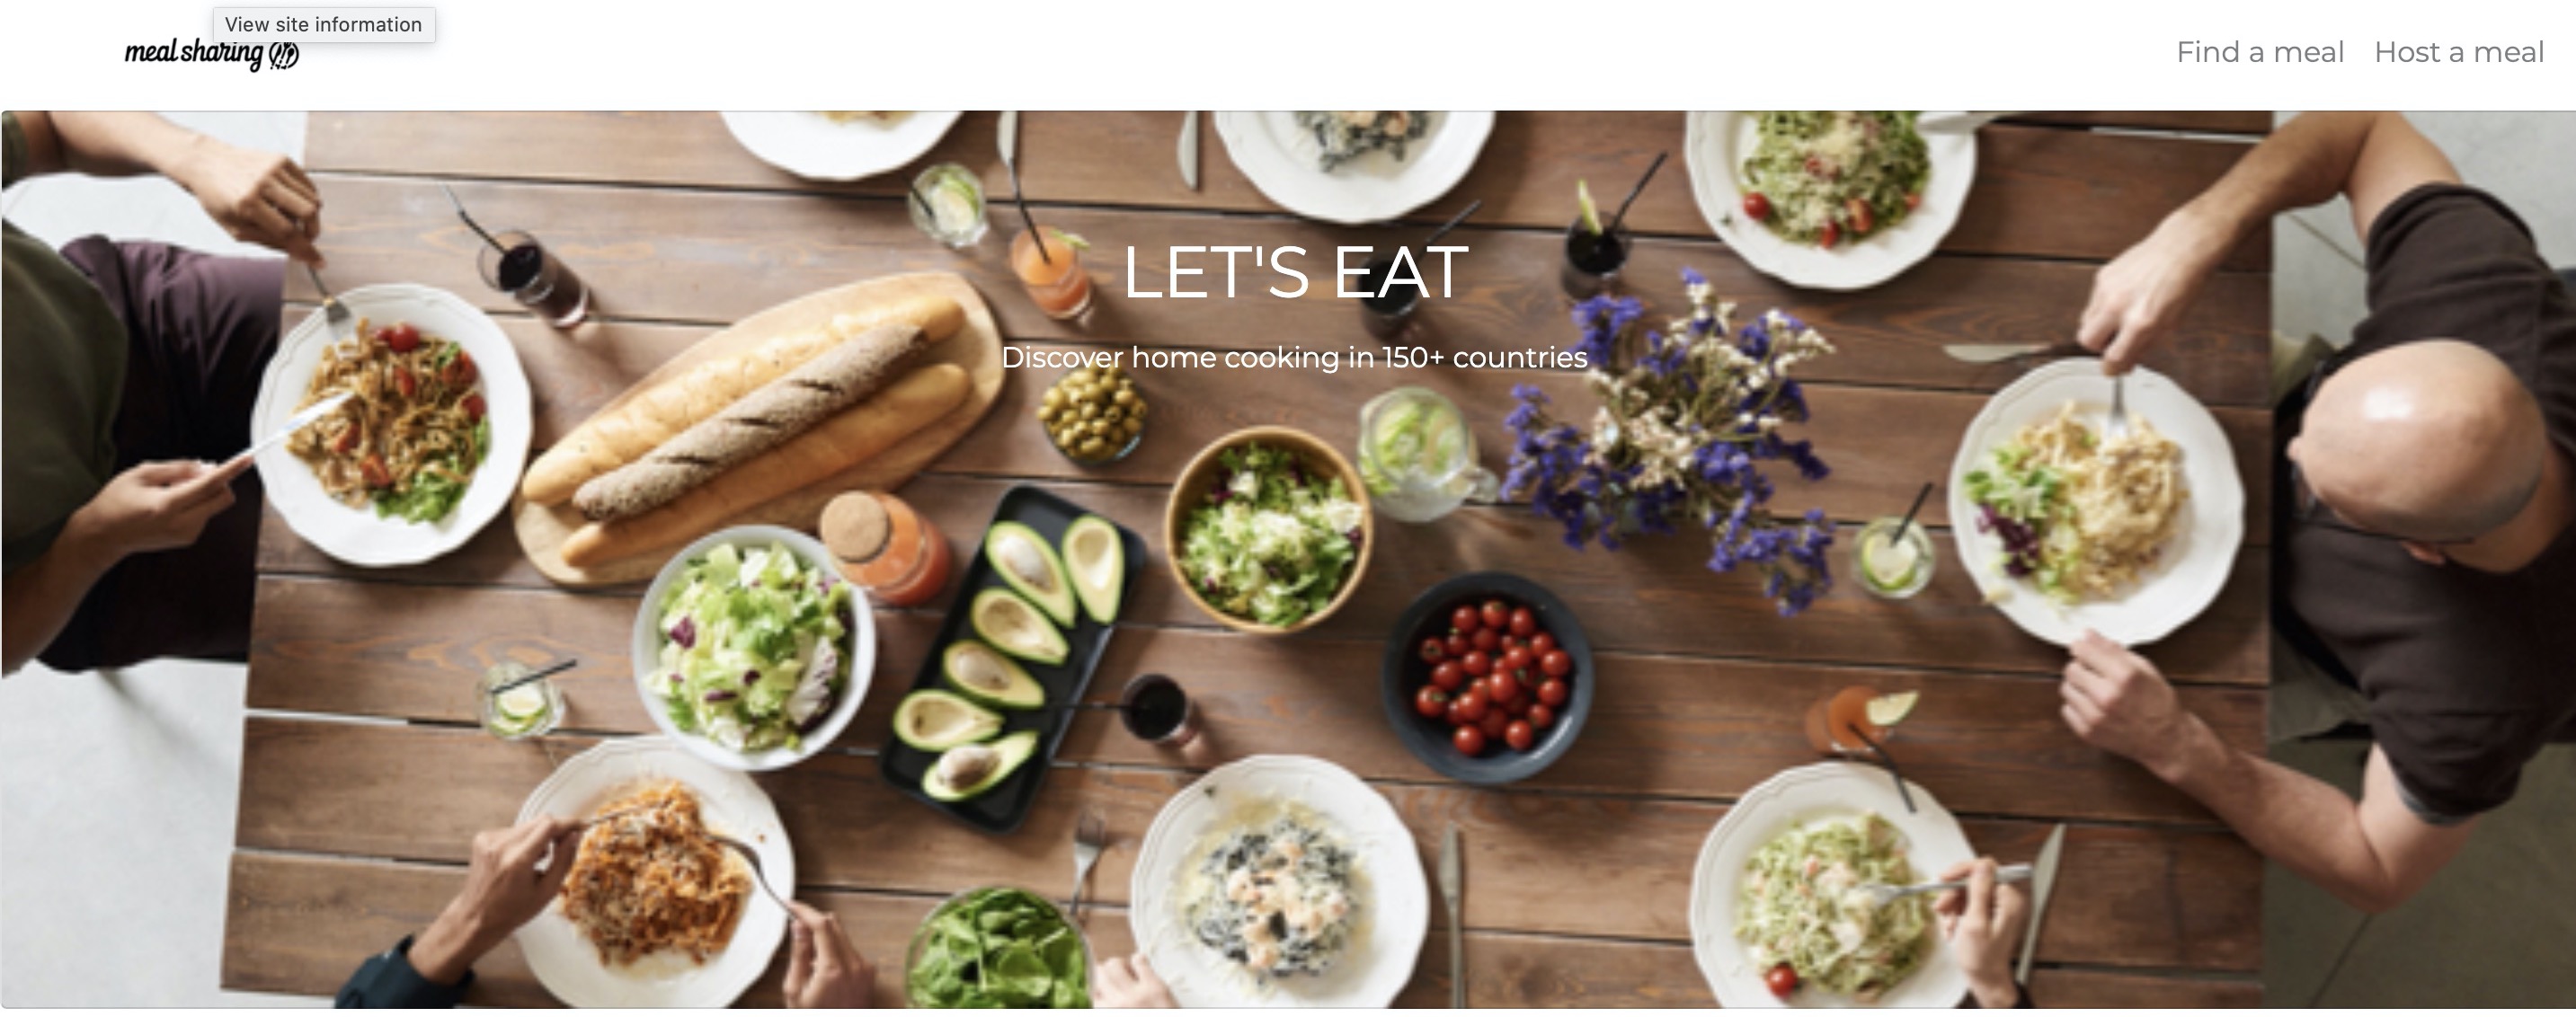 View site information
meal sharing
Find a meal
Host a meal
LET'S EAT
Discover home cooking in 150+ countries